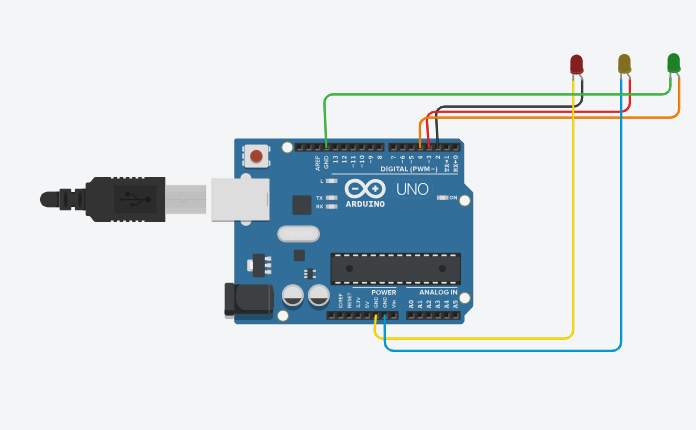 AREF
GND
13
12
~11
~10
~9
8
7
~6
~5
4
~3
2
TX→1
RX←0
DIGITAL (PWM~)
L
TX
RX
UNO
ARDUINO
ON
POWER
ANALOG IN
IOREF
RESET
3.3V
5V
GND
GND
Vin
A0
A1
A2
A3
A4
A5